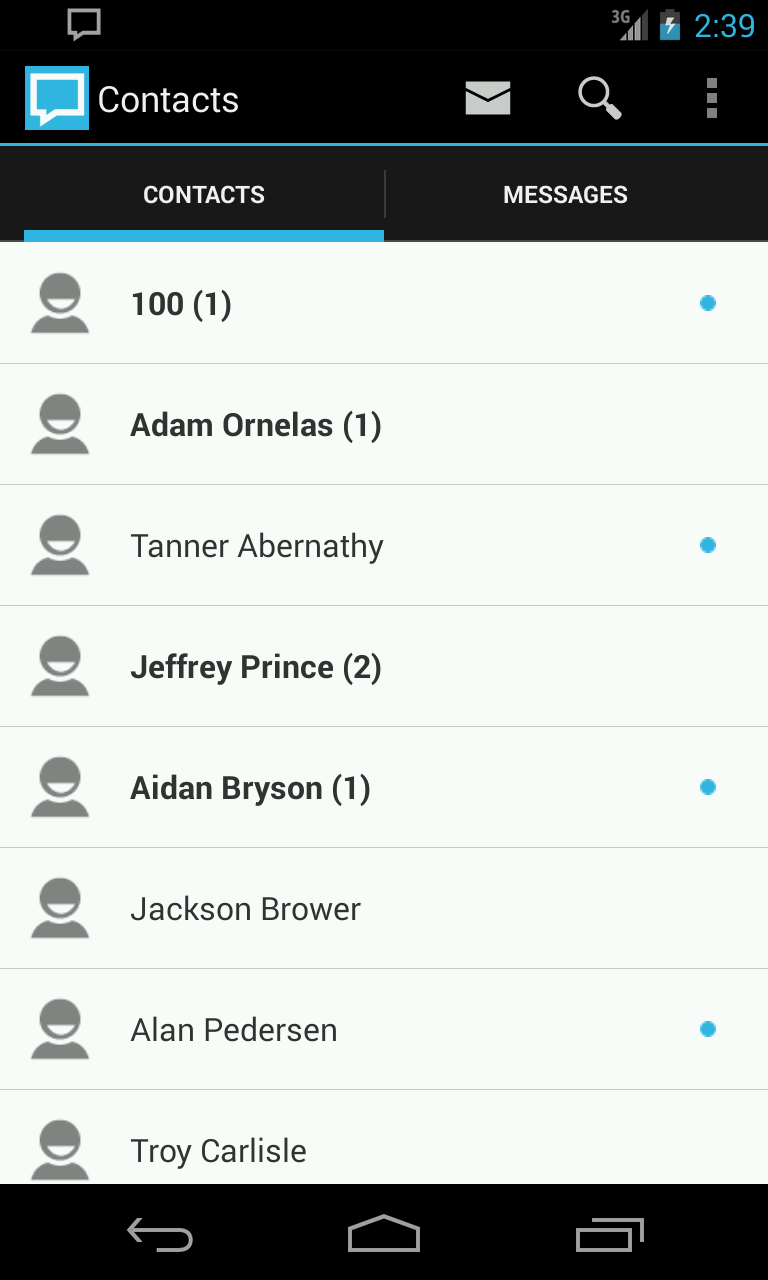 3G 2:39
Contacts
CONTACTS MESSAGES
100 (1)
Adam Ornelas (1)
Tanner Abernathy
Jeffrey Prince (2)
Aidan Bryson (1)
Jackson Brower
Alan Pedersen
Troy Carlisle